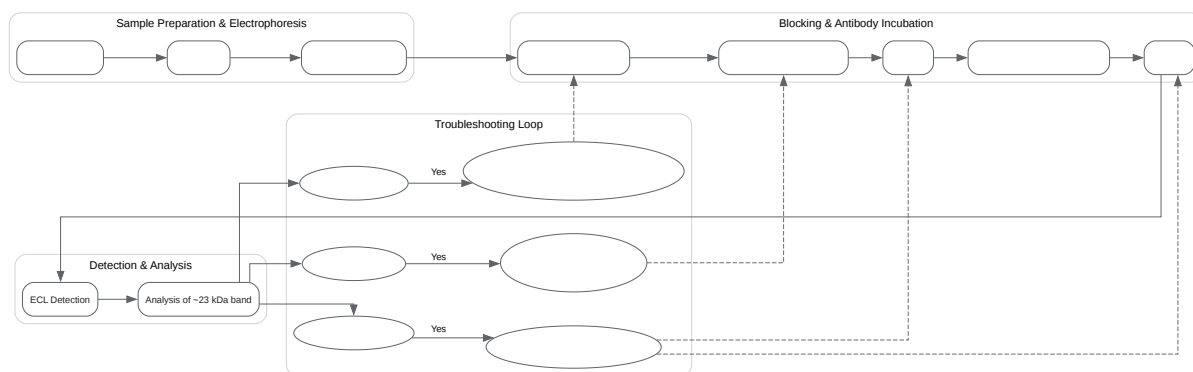 Sample Preparation & Electrophoresis
Blocking & Antibody Incubation
Troubleshooting Loop
Yes
Detection & Analysis
Yes
ECL Detection
Analysis of ~23 kDa band
Yes